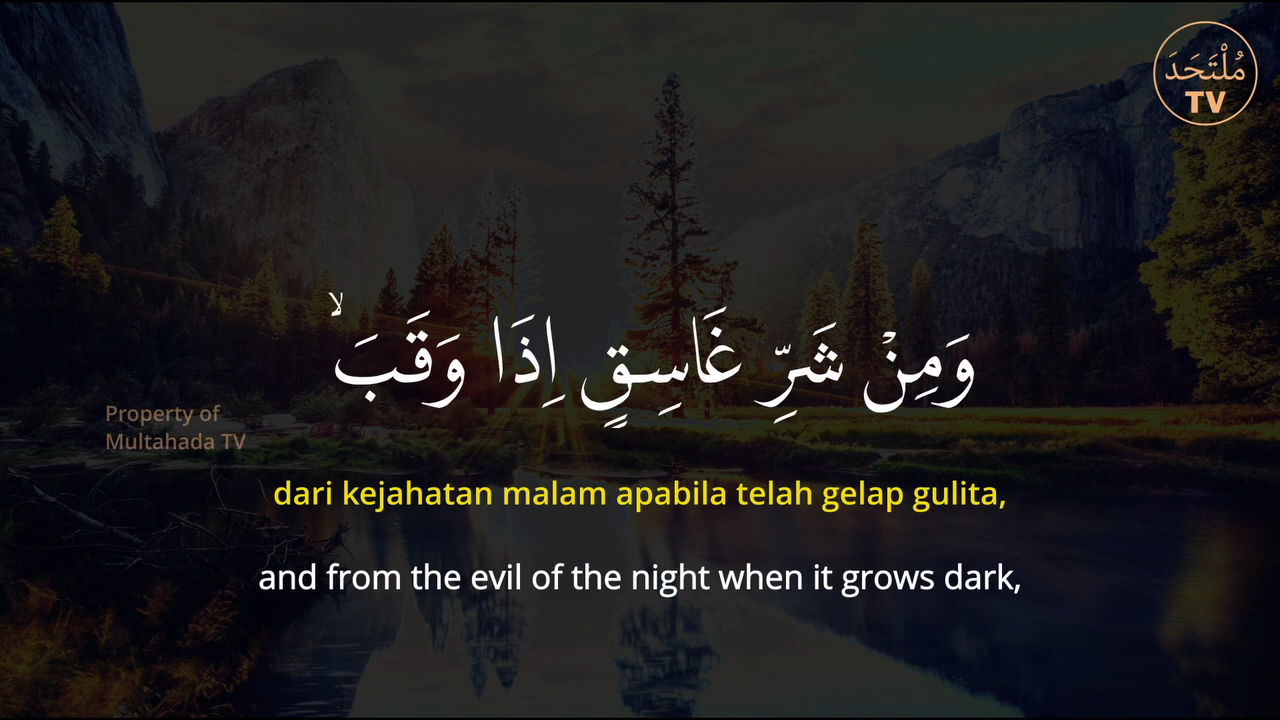 مُلْتَحَدَ
TV
وَمِنْ شَرِّ غَاسِقٍ اِذَا وَقَبَۙ
Property of
Multahada TV
dari kejahatan malam apabila telah gelap gulita,
and from the evil of the night when it grows dark,